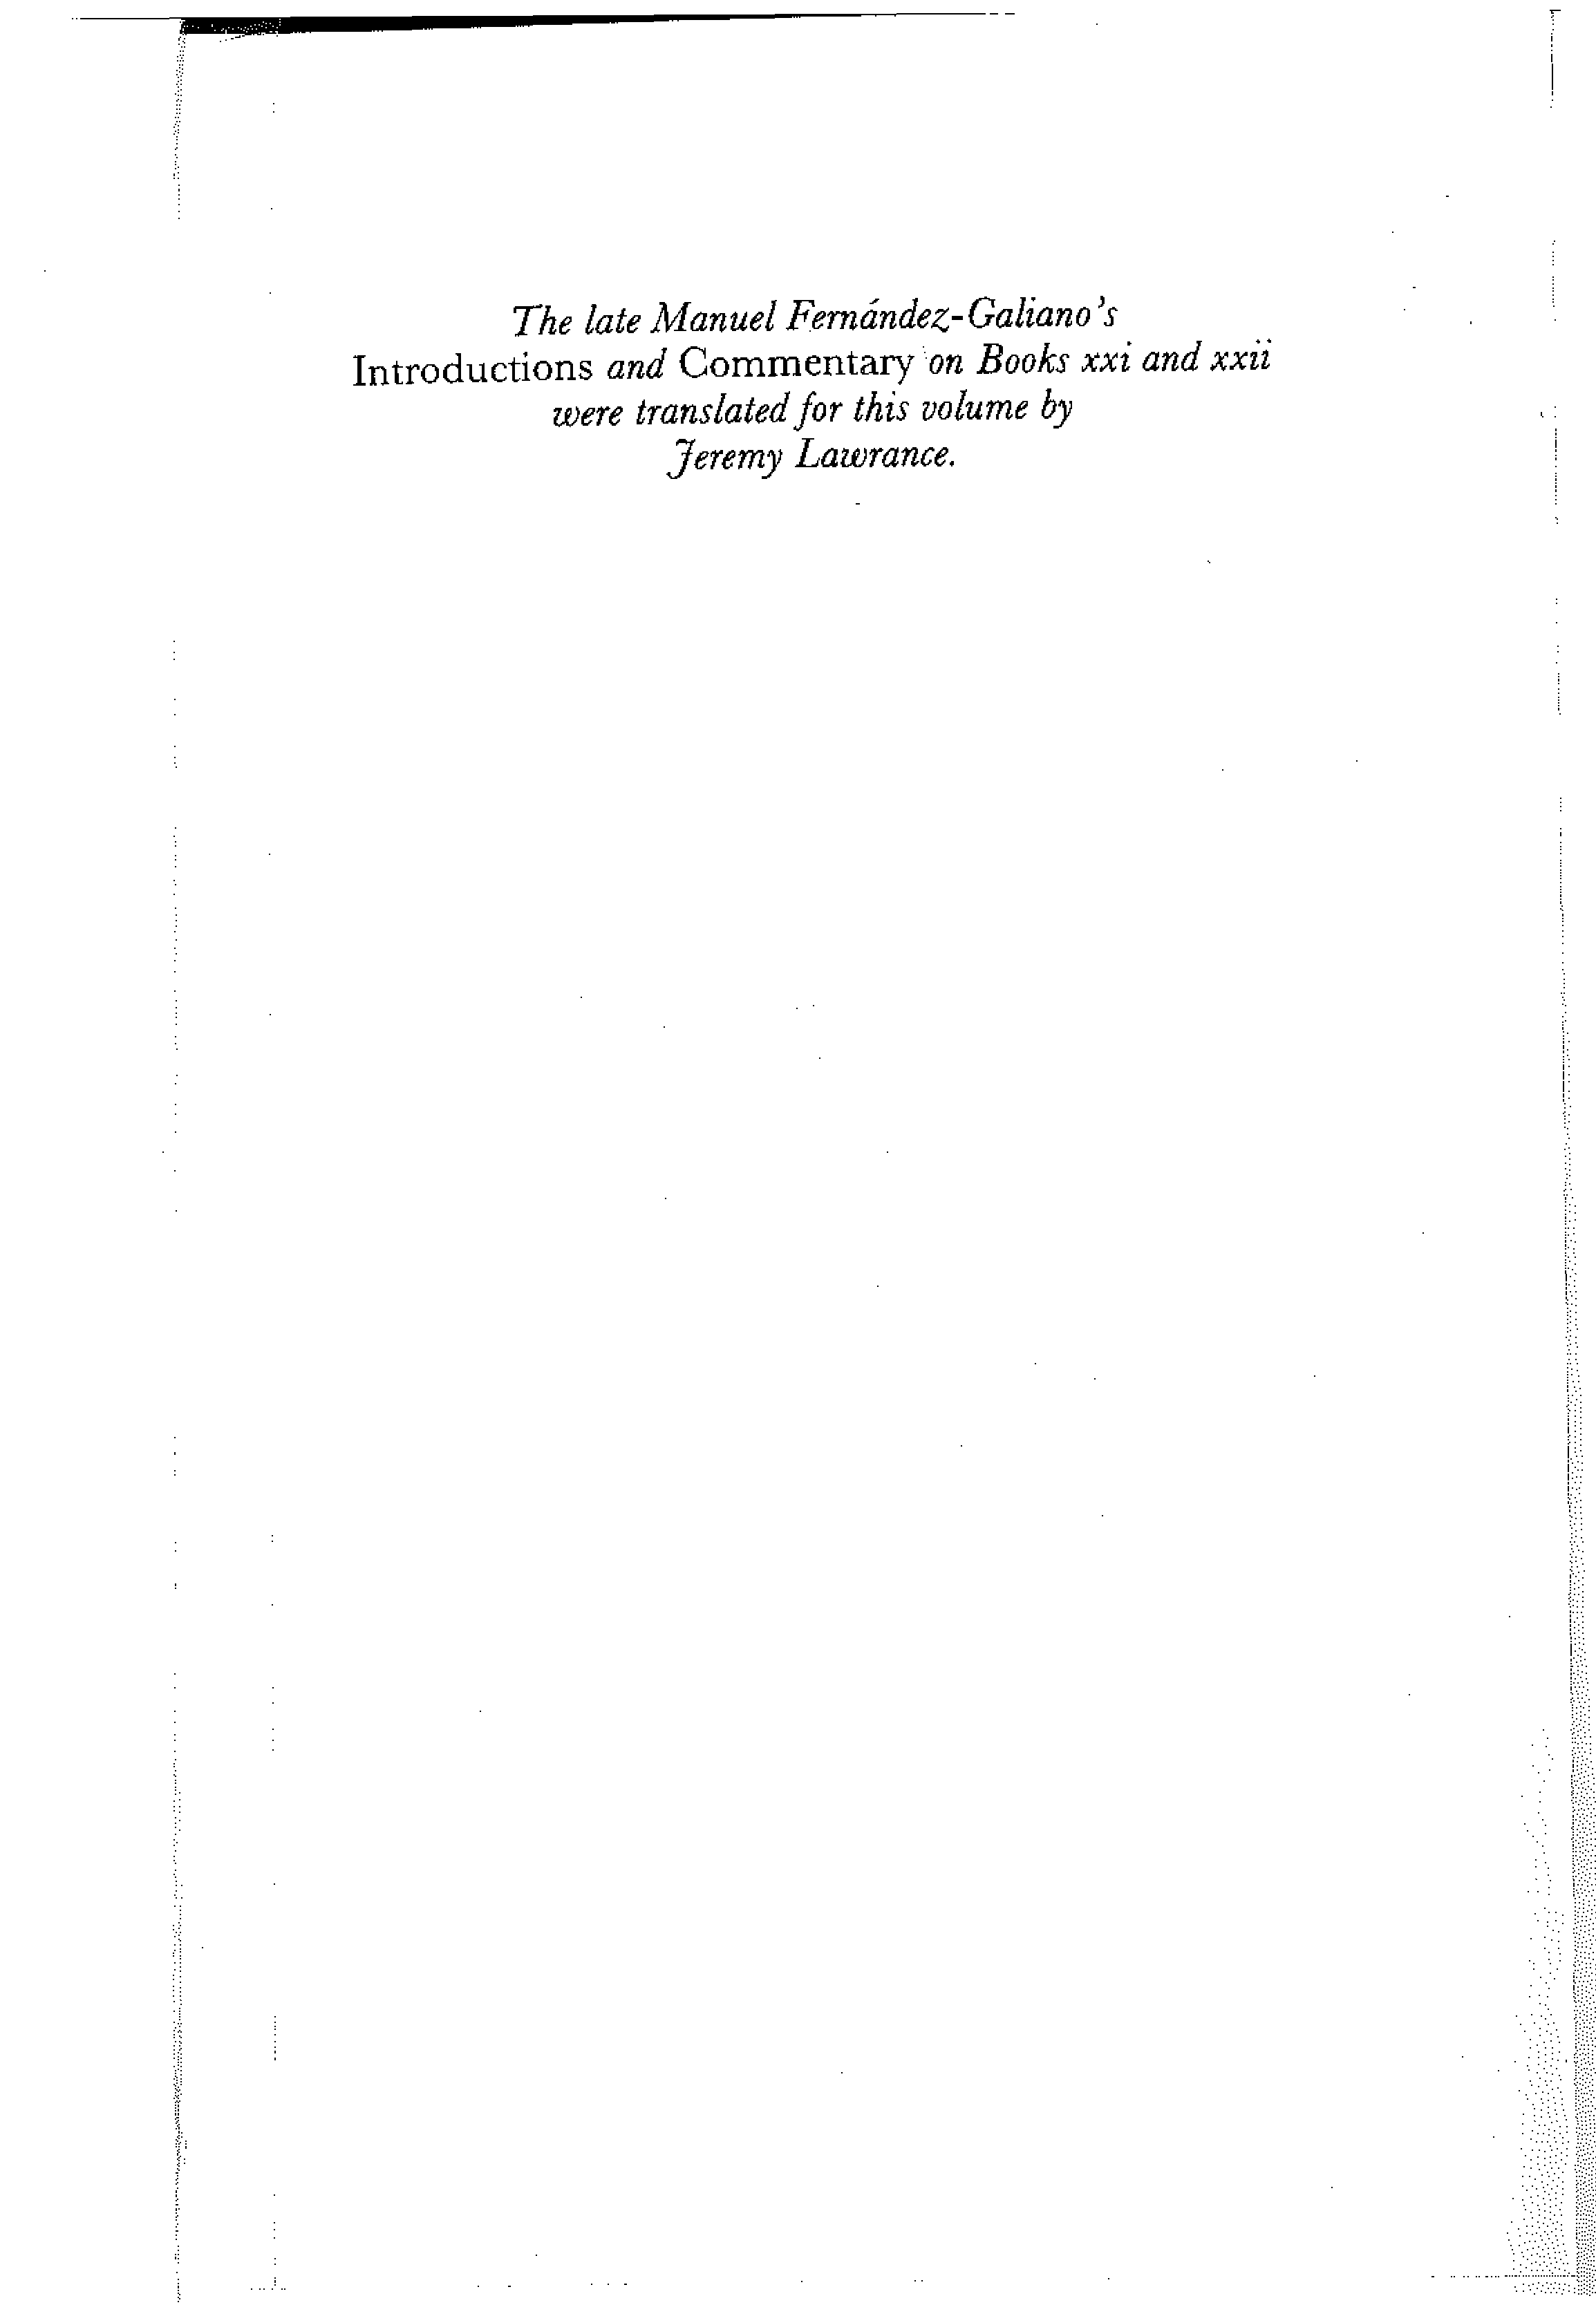 The late Manuel Fernández-Galiano's
Introductions and Commentary on Books xxi and xxii
were translated for this volume by
Jeremy Lawrance.